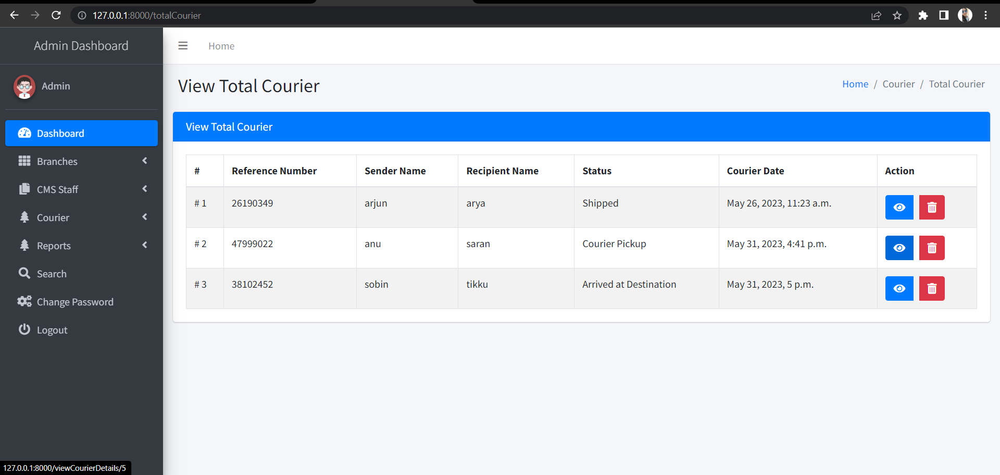 127.0.0.1:8000/totalCourier
Admin Dashboard
Home
Admin
View Total Courier
Home / Courier / Total Courier
Dashboard
Branches
CMS Staff
Courier
Reports
Search
Change Password
Logout
View Total Courier
# Reference Number Sender Name Recipient Name Status Courier Date Action
# 1 26190349 arjun arya Shipped May 26, 2023, 11:23 a.m.
# 2 47999022 anu saran Courier Pickup May 31, 2023, 4:41 p.m.
# 3 38102452 sobin tikku Arrived at Destination May 31, 2023, 5 p.m.
127.0.0.1:8000/viewCourierDetails/5